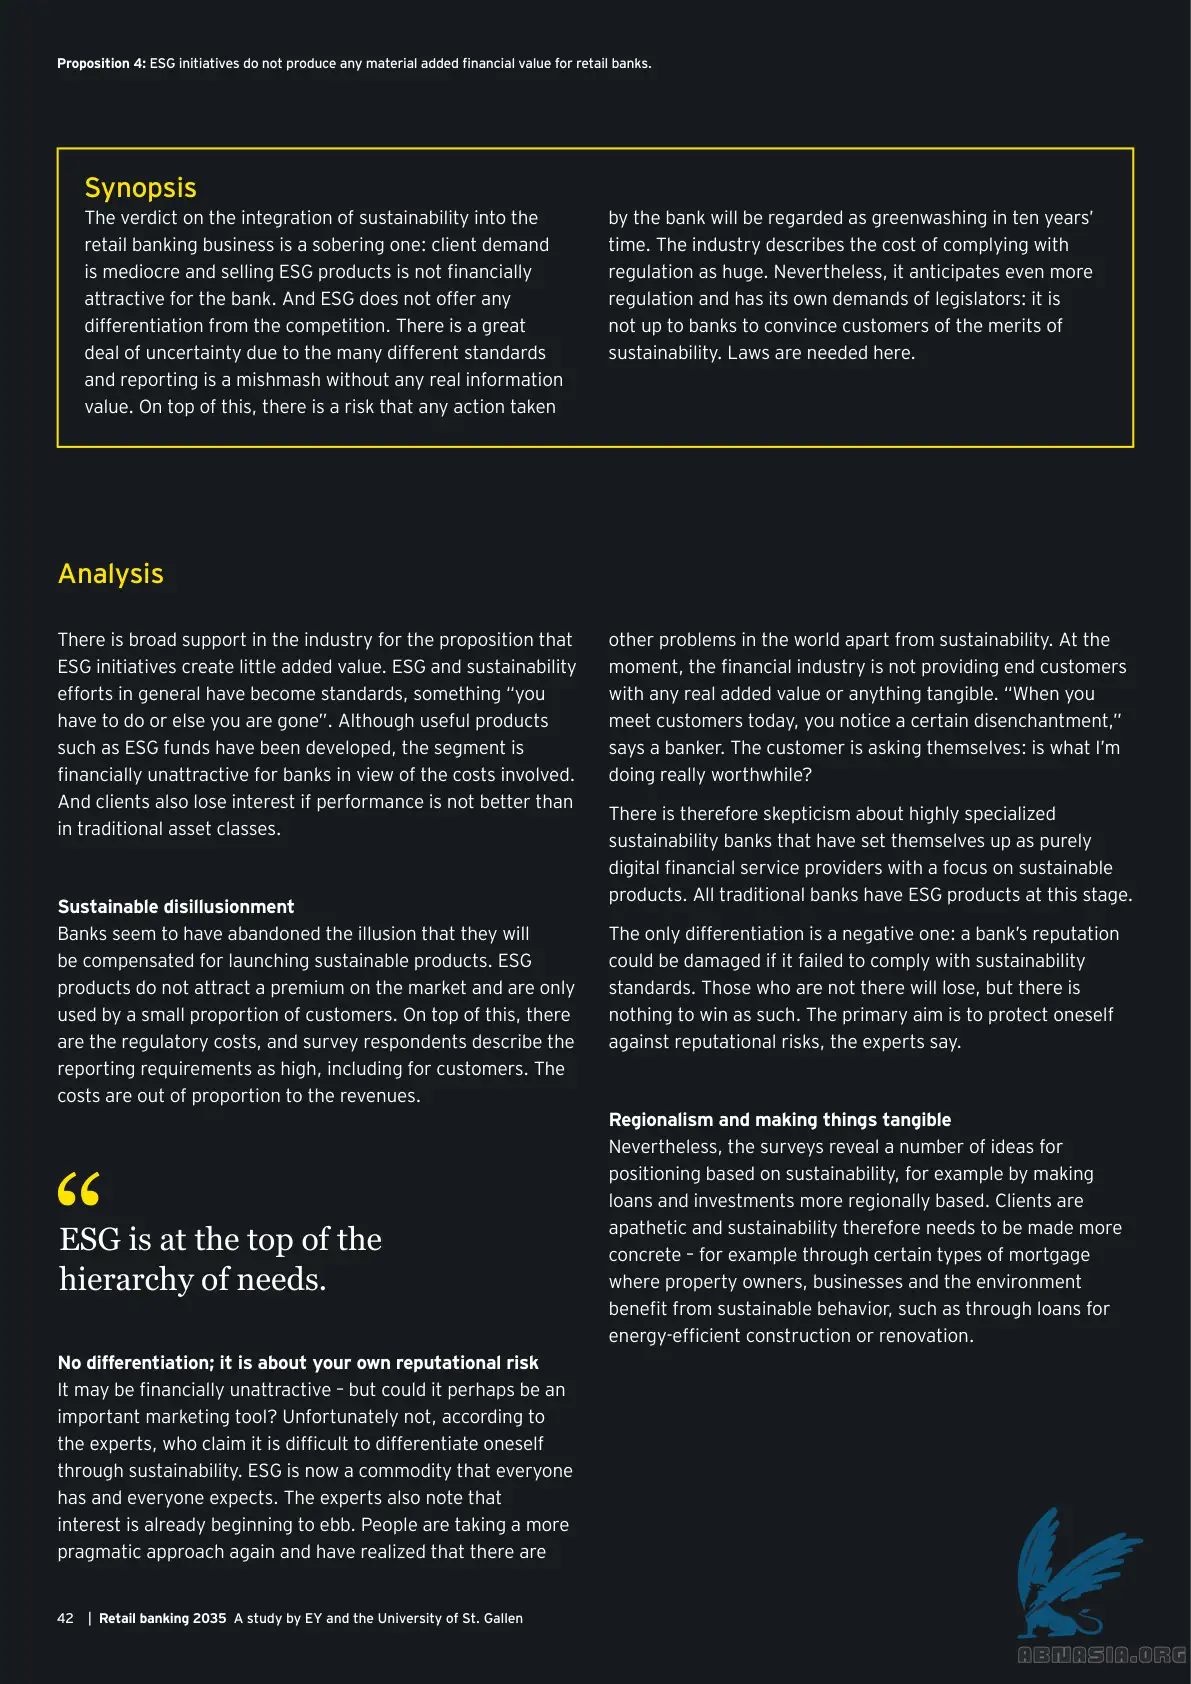 Proposition 4: ESG initiatives do not produce any material added financial value for retail banks.
Synopsis
The verdict on the integration of sustainability into the
retail banking business is a sobering one: client demand
is mediocre and selling ESG products is not financially
attractive for the bank. And ESG does not offer any
differentiation from the competition. There is a great
deal of uncertainty due to the many different standards
and reporting is a mishmash without any real information
value. On top of this, there is a risk that any action taken
by the bank will be regarded as greenwashing in ten years’
time. The industry describes the cost of complying with
regulation as huge. Nevertheless, it anticipates even more
regulation and has its own demands of legislators: it is
not up to banks to convince customers of the merits of
sustainability. Laws are needed here.
Analysis
There is broad support in the industry for the proposition that
ESG initiatives create little added value. ESG and sustainability
efforts in general have become standards, something “you
have to do or else you are gone”. Although useful products
such as ESG funds have been developed, the segment is
financially unattractive for banks in view of the costs involved.
And clients also lose interest if performance is not better than
in traditional asset classes.
Sustainable disillusionment
Banks seem to have abandoned the illusion that they will
be compensated for launching sustainable products. ESG
products do not attract a premium on the market and are only
used by a small proportion of customers. On top of this, there
are the regulatory costs, and survey respondents describe the
reporting requirements as high, including for customers. The
costs are out of proportion to the revenues.
“
ESG is at the top of the
hierarchy of needs.
No differentiation; it is about your own reputational risk
It may be financially unattractive – but could it perhaps be an
important marketing tool? Unfortunately not, according to
the experts, who claim it is difficult to differentiate oneself
through sustainability. ESG is now a commodity that everyone
has and everyone expects. The experts also note that
interest is already beginning to ebb. People are taking a more
pragmatic approach again and have realized that there are
other problems in the world apart from sustainability. At the
moment, the financial industry is not providing end customers
with any real added value or anything tangible. “When you
meet customers today, you notice a certain disenchantment,”
says a banker. The customer is asking themselves: is what I’m
doing really worthwhile?
There is therefore skepticism about highly specialized
sustainability banks that have set themselves up as purely
digital financial service providers with a focus on sustainable
products. All traditional banks have ESG products at this stage.
The only differentiation is a negative one: a bank’s reputation
could be damaged if it failed to comply with sustainability
standards. Those who are not there will lose, but there is
nothing to win as such. The primary aim is to protect oneself
against reputational risks, the experts say.
Regionalism and making things tangible
Nevertheless, the surveys reveal a number of ideas for
positioning based on sustainability, for example by making
loans and investments more regionally based. Clients are
apathetic and sustainability therefore needs to be made more
concrete – for example through certain types of mortgage
where property owners, businesses and the environment
benefit from sustainable behavior, such as through loans for
energy-efficient construction or renovation.
42 | Retail banking 2035 A study by EY and the University of St. Gallen
ABNASIA.ORG